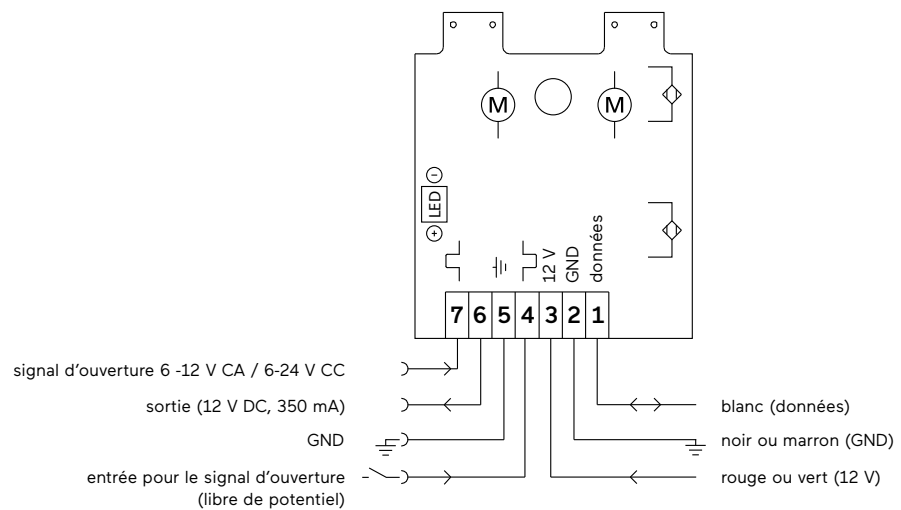 M
M
LED
12 V
GND
données
7 6 5 4 3 2 1
signal d'ouverture 6 -12 V CA / 6-24 V CC
sortie (12 V DC, 350 mA)
GND
entrée pour le signal d'ouverture
(libre de potentiel)
blanc (données)
noir ou marron (GND)
rouge ou vert (12 V)